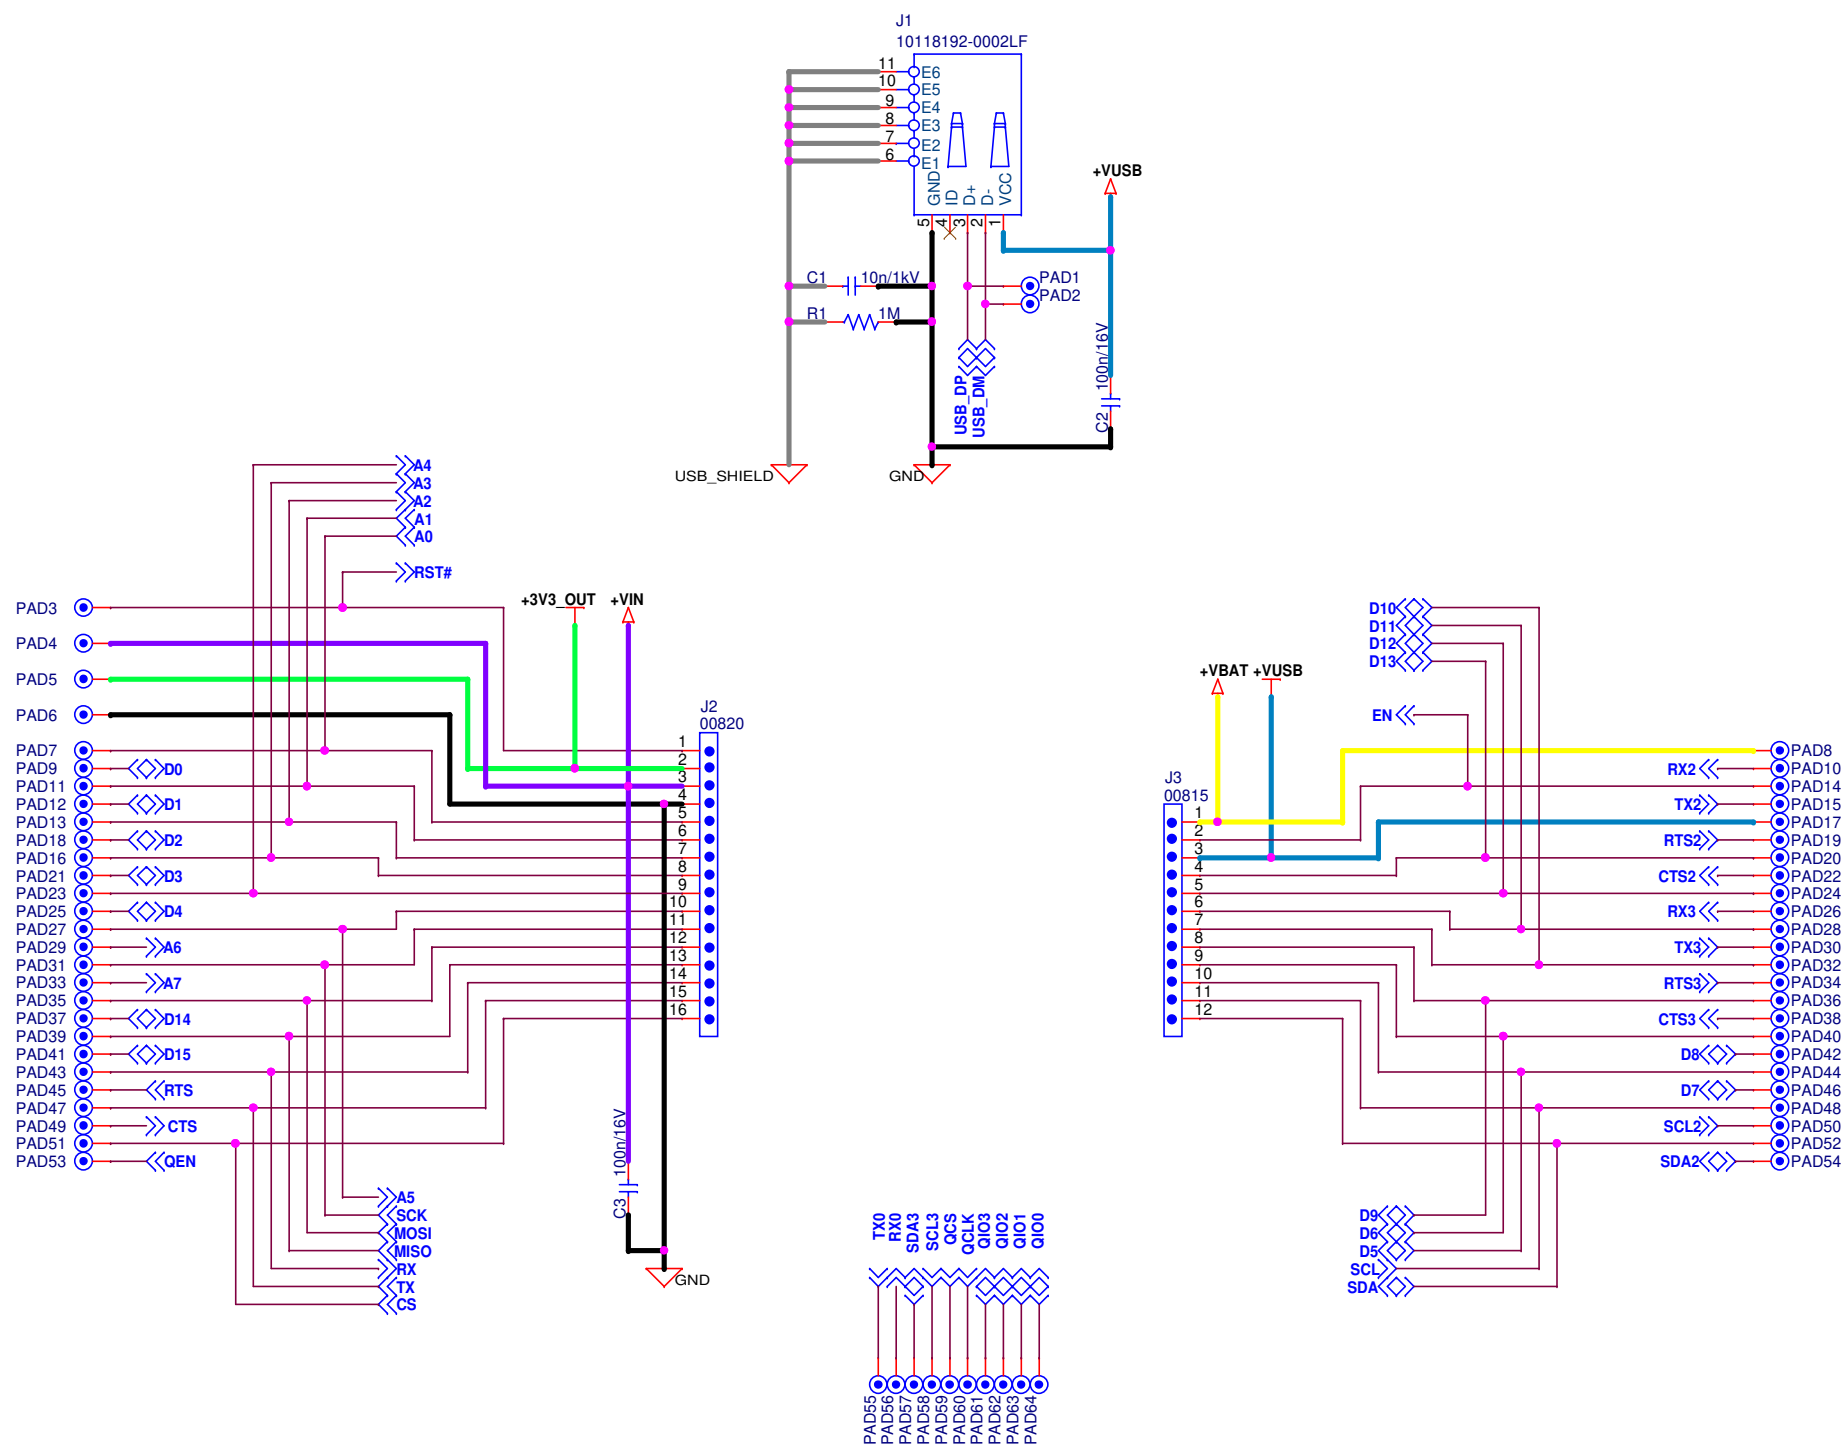 J1
10118192-0002LF
11 E6
10 E5
9 E4
8 E3
7 E2
6 E1
GND ID D+ D- VCC
5 4 3 2 1
+VUSB
C1 10n/1kV
R1 1M
PAD1
PAD2
100n/16V
C2
USB_DP
USB_DM
USB_SHIELD
GND
A4
A3
A2
A1
A0
RST#
PAD3
PAD4
PAD5
PAD6
PAD7
PAD9 D0
PAD11
PAD12 D1
PAD13
PAD18 D2
PAD16
PAD21 D3
PAD23
PAD25 D4
PAD27
PAD29 A6
PAD31
PAD33 A7
PAD35
PAD37 D14
PAD39
PAD41 D15
PAD43
PAD45 RTS
PAD47
PAD49 CTS
PAD51
PAD53 QEN
A5
SCK
MOSI
MISO
RX
TX
CS
+3V3_OUT
+VIN
J2
00820
1
2
3
4
5
6
7
8
9
10
11
12
13
14
15
16
100n/16V
C3
GND
TX0
RX0
SDA3
SCL3
QCS
QCLK
QIO3
QIO2
QIO1
QIO0
PAD55
PAD56
PAD57
PAD58
PAD59
PAD60
PAD61
PAD62
PAD63
PAD64
D10
D11
D12
D13
+VBAT +VUSB
EN
J3
00815
1
2
3
4
5
6
7
8
9
10
11
12
PAD8
RX2 PAD10
PAD14
TX2 PAD15
PAD17
RTS2 PAD19
PAD20
CTS2 PAD22
PAD24
RX3 PAD26
PAD28
TX3 PAD30
PAD32
RTS3 PAD34
PAD36
CTS3 PAD38
PAD40
D8 PAD42
PAD44
D7 PAD46
PAD48
SCL2 PAD50
PAD52
SDA2 PAD54
D9
D6
D5
SCL
SDA